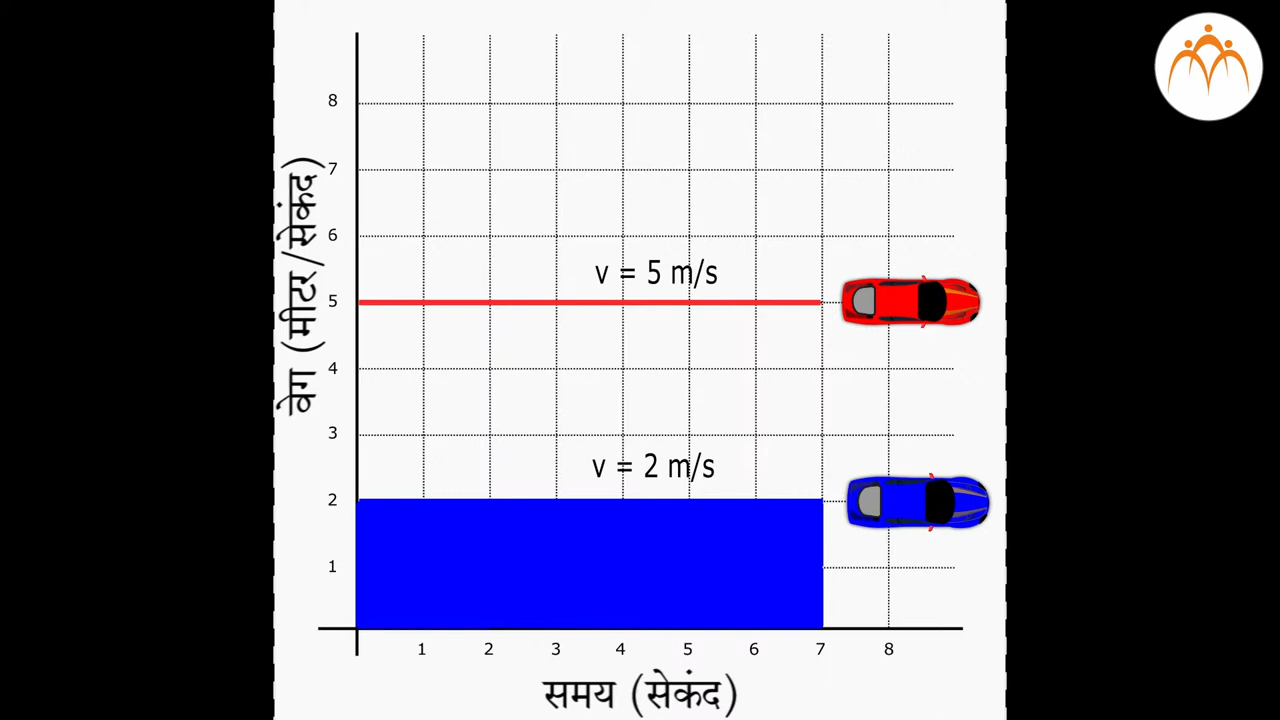 8
7
6
5
4
3
2
1
वेग (मीटर/सेकंद)
v = 5 m/s
v = 2 m/s
1 2 3 4 5 6 7 8
समय (सेकंद)